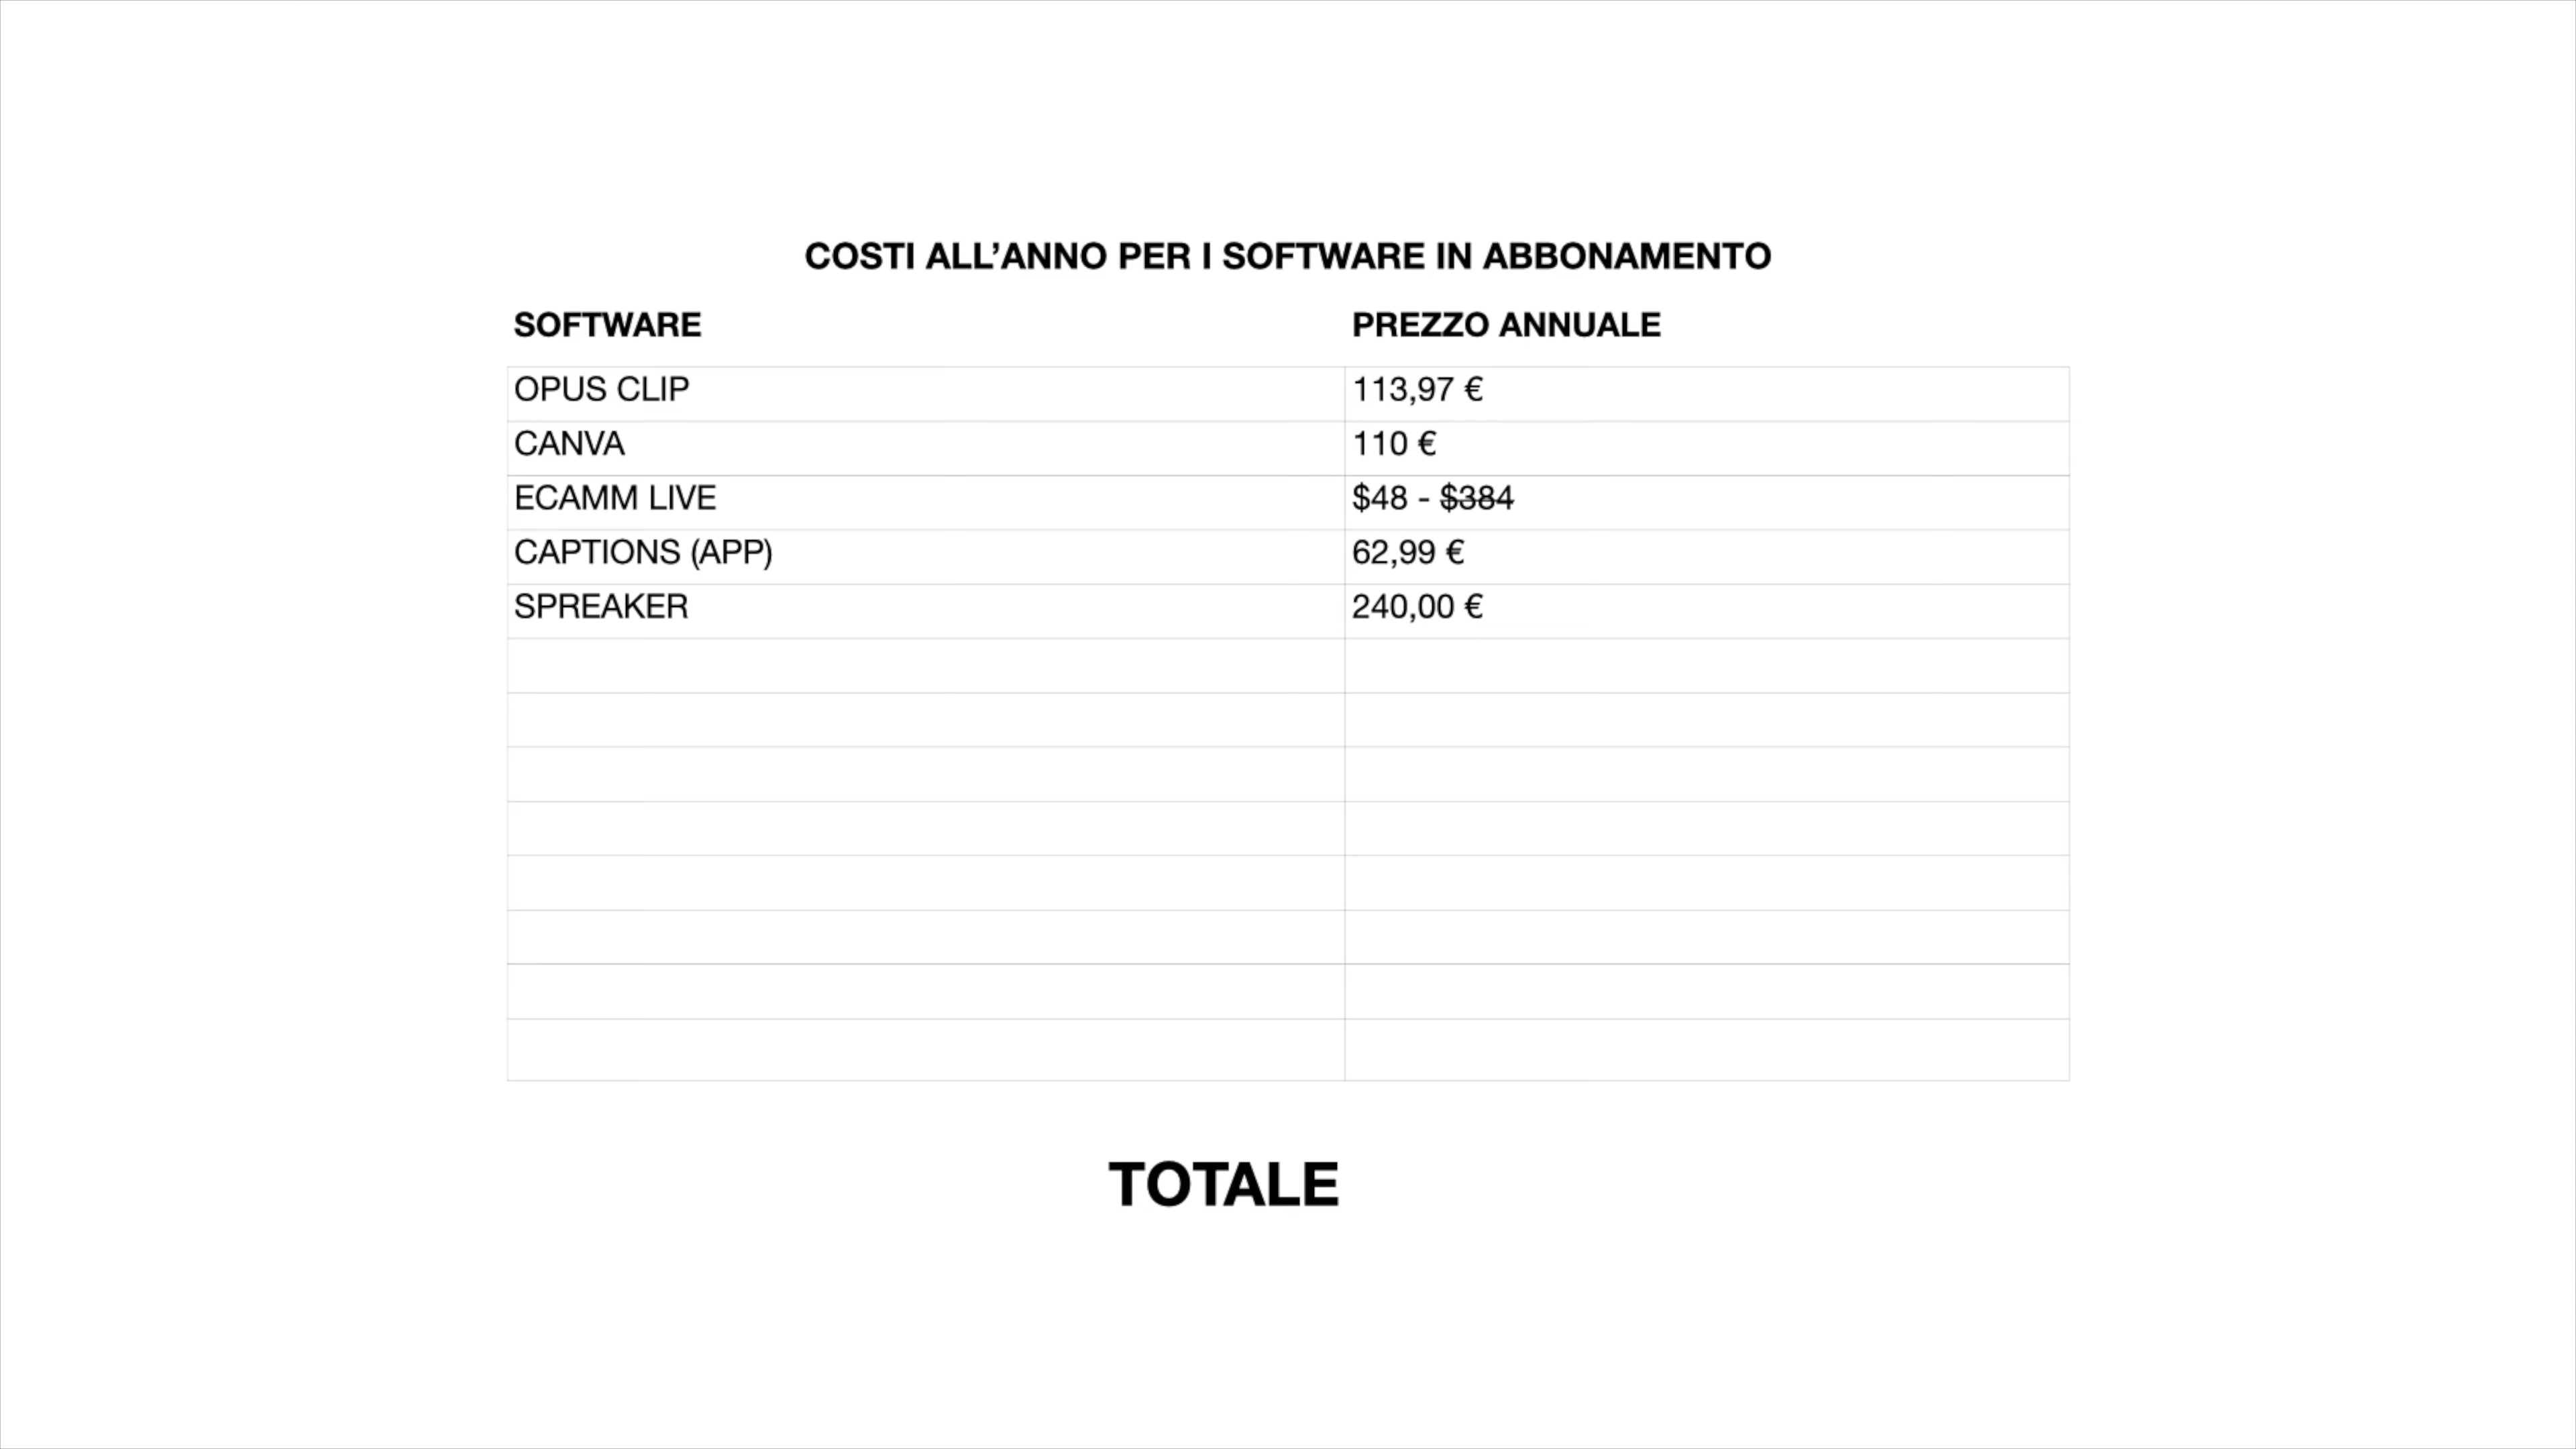 COSTI ALL’ANNO PER I SOFTWARE IN ABBONAMENTO
SOFTWARE PREZZO ANNUALE
OPUS CLIP 113,97 €
CANVA 110 €
ECAMM LIVE $48 - $384
CAPTIONS (APP) 62,99 €
SPREAKER 240,00 €
TOTALE